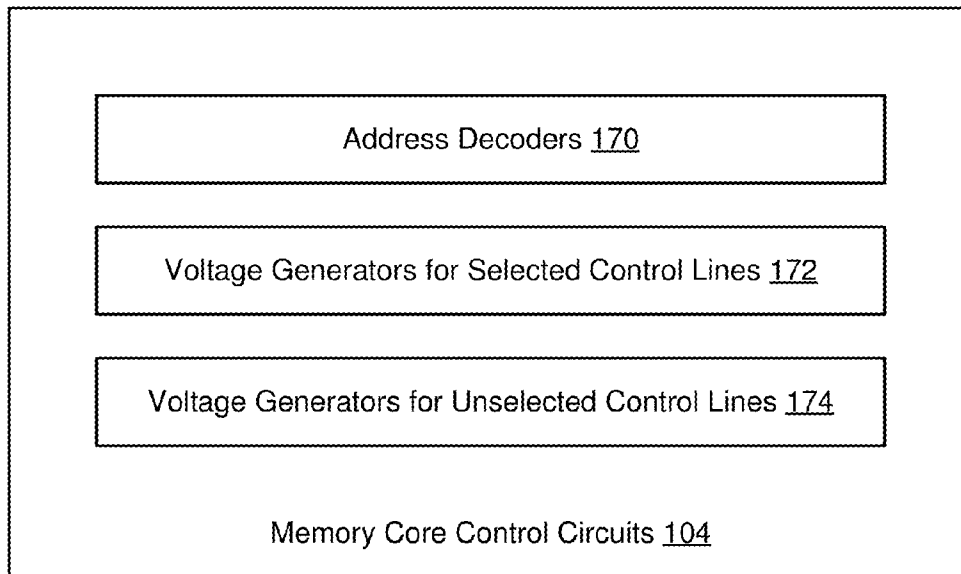 Address Decoders 170
Voltage Generators for Selected Control Lines 172
Voltage Generators for Unselected Control Lines 174
Memory Core Control Circuits 104